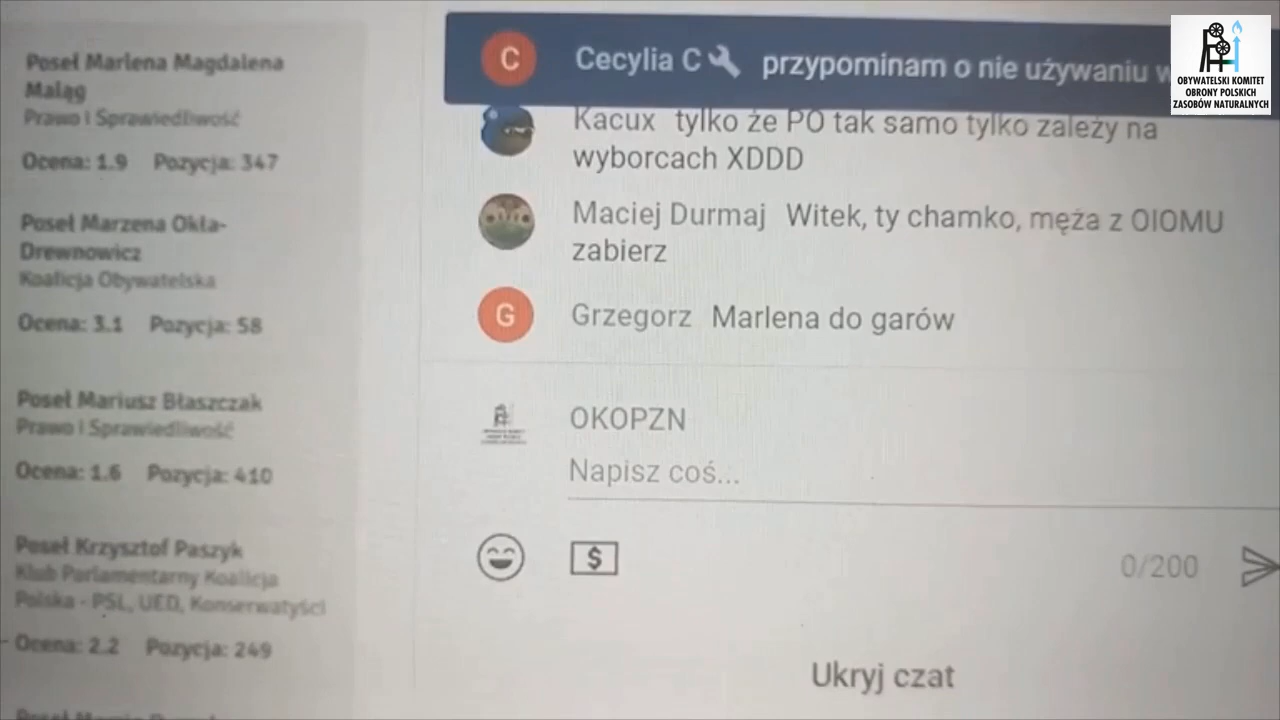 Poseł Marlena Magdalena
Maląg
Prawo i Sprawiedliwość
Ocena: 1.9 Pozycja: 347
Poseł Marzena Okła-
Drewnowicz
Koalicja Obywatelska
Ocena: 3.1 Pozycja: 58
Poseł Mariusz Błaszczak
Prawo i Sprawiedliwość
Ocena: 1.6 Pozycja: 410
Poseł Krzysztof Paszyk
Klub Parlamentarny Koalicja
Polska - PSL, UED, Konserwatyści
Ocena: 2.2 Pozycja: 249
C Cecylia C przypominam o nie używaniu
Kacux tylko że PO tak samo tylko zależy na
wyborcach XDDD
Maciej Durmaj Witek, ty chamko, męża z OIOMU
zabierz
G Grzegorz Marlena do garów
OKOPZN
Napisz coś...
$ 0/200
Ukryj czat
OBYWATELSKI KOMITET
OBRONY POLSKICH
ZASOBÓW NATURALNYCH